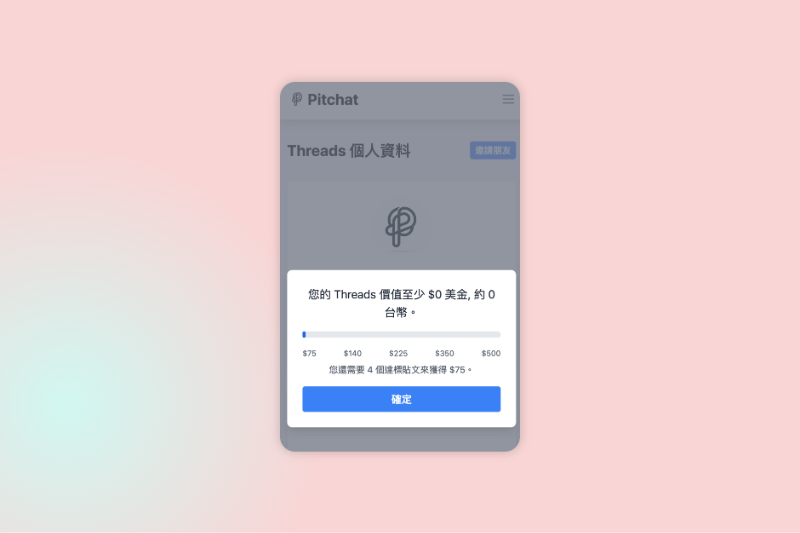 Pitchat
Threads 個人資料
邀請朋友
您的 Threads 價值至少 $0 美金, 約 0
台幣。
$75 $140 $225 $350 $500
您還需要 4 個達標貼文來獲得 $75。
確定